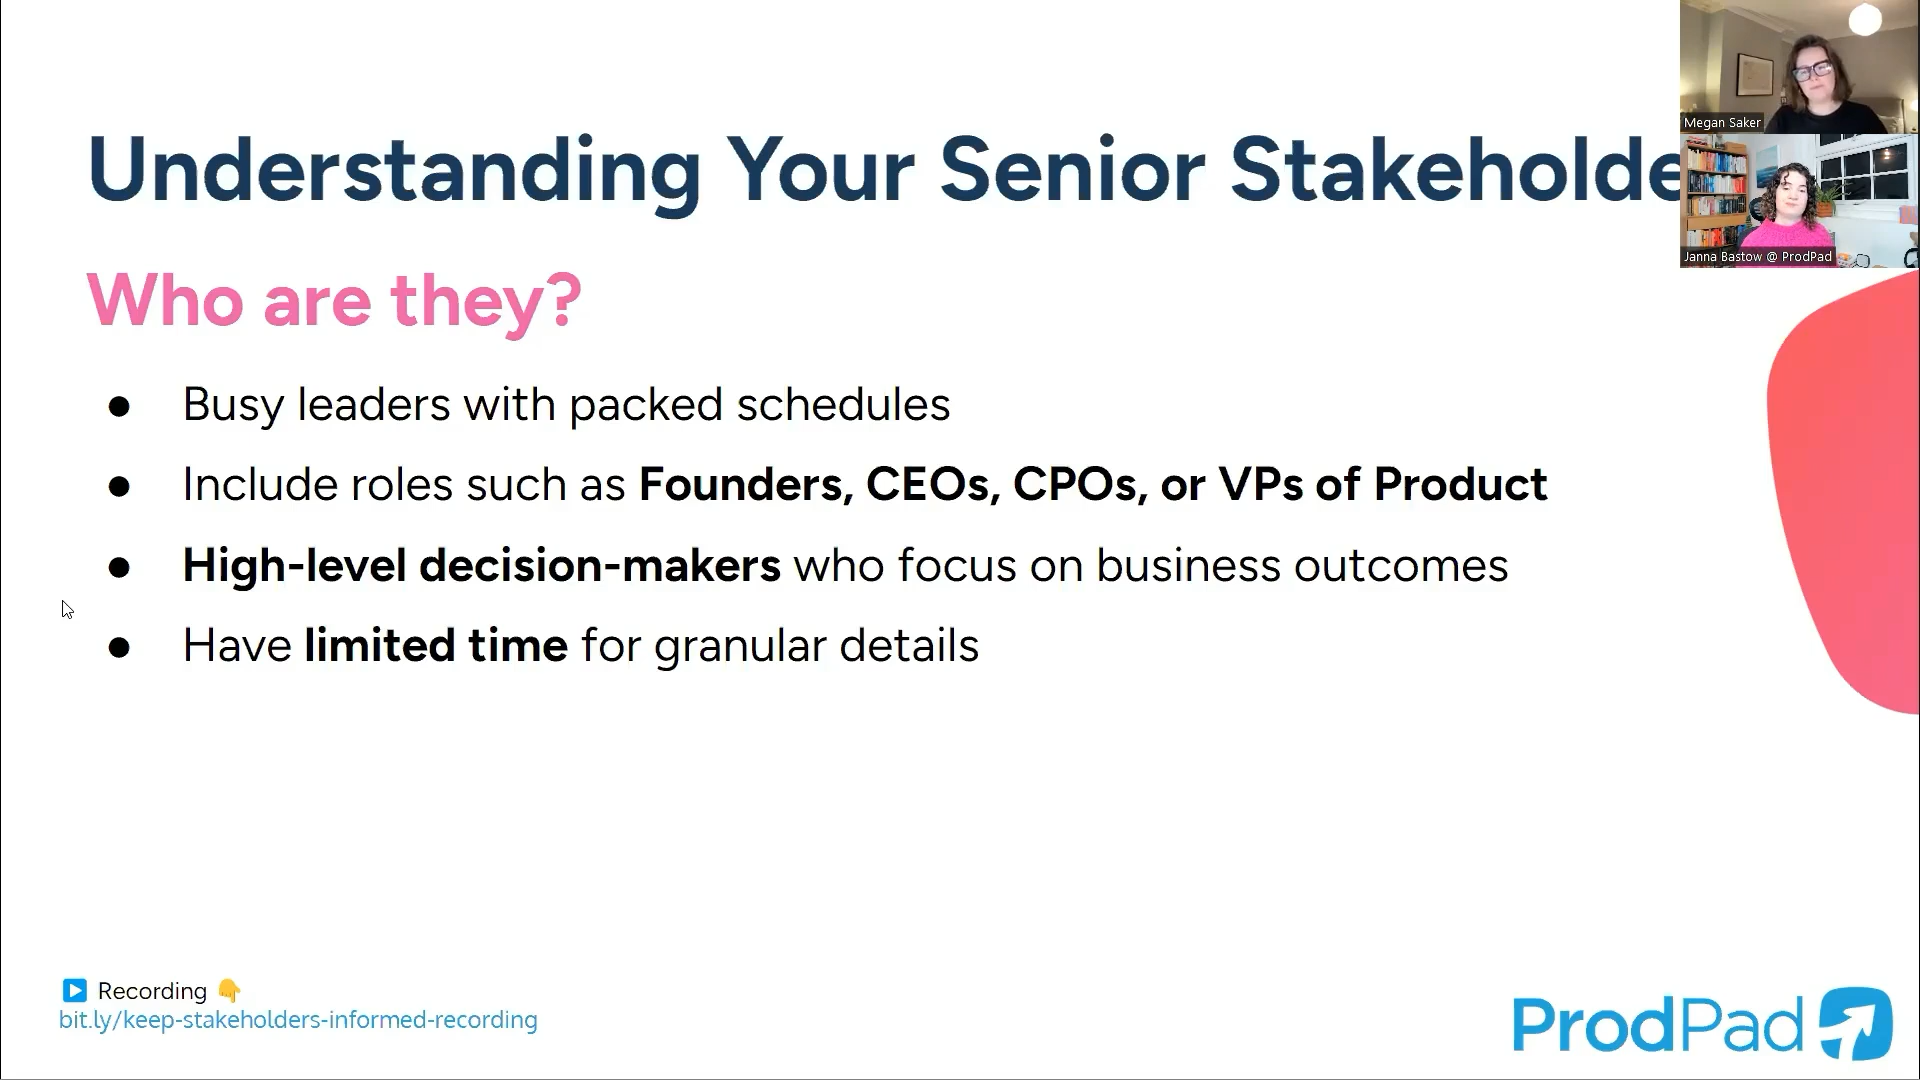 Understanding Your Senior Stakeholde
Megan Saker
Janna Bastow @ ProdPad
Who are they?
● Busy leaders with packed schedules
● Include roles such as Founders, CEOs, CPOs, or VPs of Product
● High-level decision-makers who focus on business outcomes
● Have limited time for granular details
Recording
bit.ly/keep-stakeholders-informed-recording
ProdPad